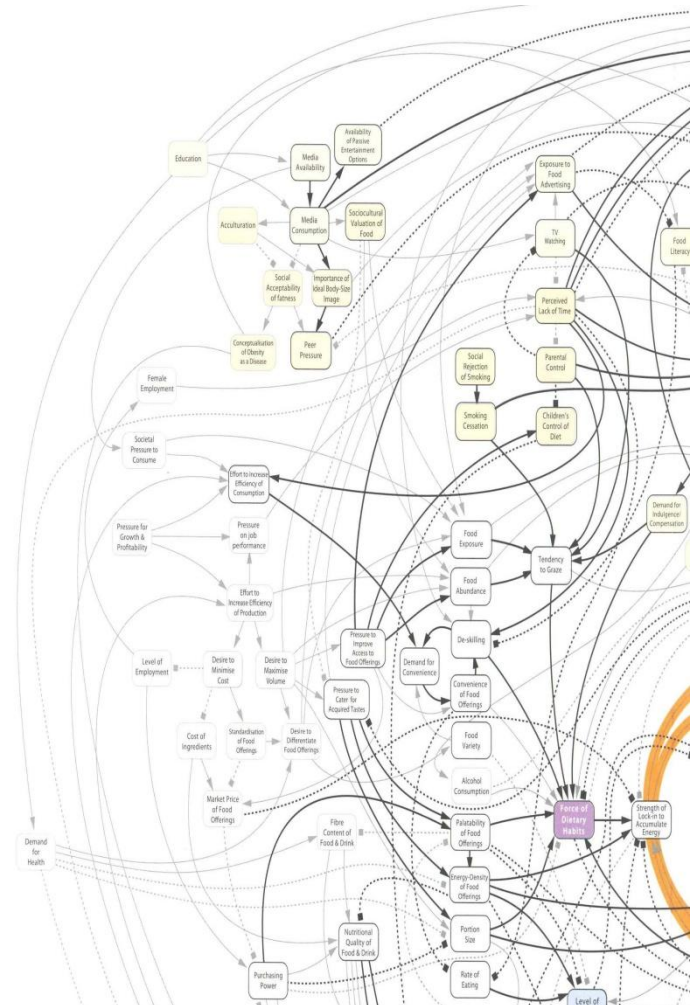 Availability
of Passive
Entertainment
Options
Education
Media
Availability
Exposure to
Food
Advertising
Acculturation
Media
Consumption
Sociocultural
Valuation of
Food
TV
Watching
Food
Literacy
Social
Acceptability
of fatness
Importance of
Ideal Body-Size
Image
Perceived
Lack of Time
Conceptualisation
of Obesity
as a Disease
Peer
Pressure
Social
Rejection
of Smoking
Parental
Control
Female
Employment
Smoking
Cessation
Children's
Control of
Diet
Societal
Pressure to
Consume
Effort to Increase
Efficiency of
Consumption
Demand for
Indulgence/
Compensation
Pressure for
Growth &
Profitability
Pressure
on job
performance
Food
Exposure
Tendency
to Graze
Effort to
Increase Efficiency
of Production
Food
Abundance
Level of
Employment
Desire to
Minimise
Cost
Desire to
Maximise
Volume
Pressure to
Improve
Access to
Food Offerings
Demand for
Convenience
De-skilling
Pressure to
Cater for
Acquired Tastes
Convenience
of Food
Offerings
Cost of
Ingredients
Standardisation
of Food
Offerings
Desire to
Differentiate
Food Offerings
Food
Variety
Alcohol
Consumption
Market Price
of Food
Offerings
Demand
for
Health
Fibre
Content of
Food & Drink
Palatability
of Food
Offerings
Force of
Dietary
Habits
Strength of
Lock-in to
Accumulate
Energy
Energy-Density
of Food
Offerings
Nutritional
Quality of
Food & Drink
Portion
Size
Purchasing
Power
Rate of
Eating
Level of